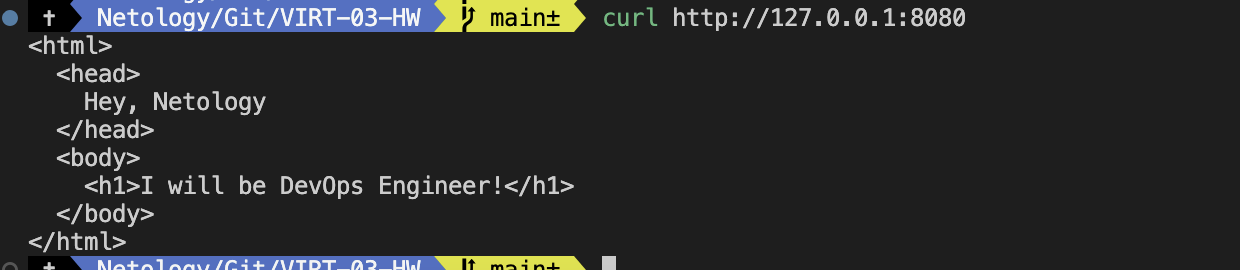 ✝ Netology/Git/VIRT-03-HW main± curl http://127.0.0.1:8080
<html>
  <head>
    Hey, Netology
  </head>
  <body>
    <h1>I will be DevOps Engineer!</h1>
  </body>
</html>
✝ Netology/Git/VIRT-03-HW main±